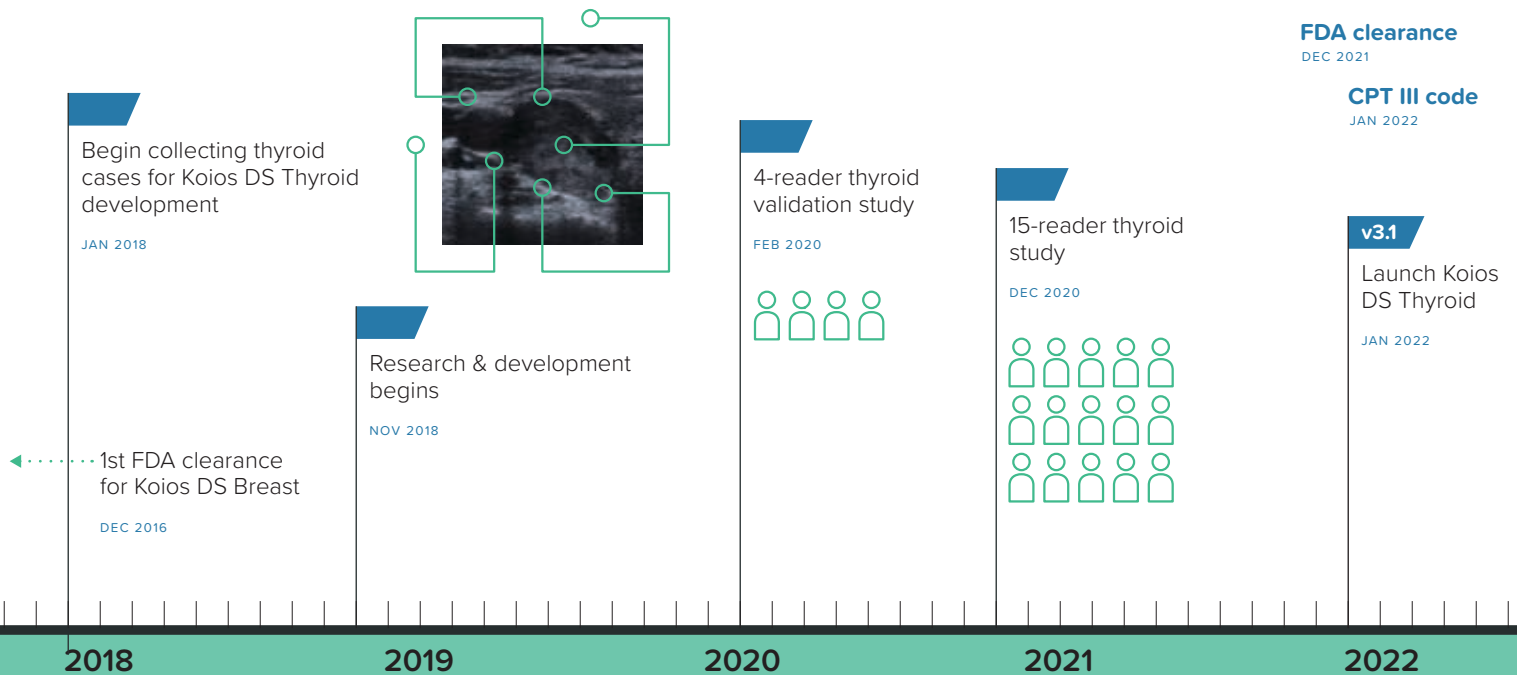 FDA clearance
DEC 2021
CPT III code
JAN 2022
Begin collecting thyroid
cases for Koios DS Thyroid
development
JAN 2018
1st FDA clearance
for Koios DS Breast
DEC 2016
Research & development
begins
NOV 2018
4-reader thyroid
validation study
FEB 2020
15-reader thyroid
study
DEC 2020
v3.1
Launch Koios
DS Thyroid
JAN 2022
2018
2019
2020
2021
2022